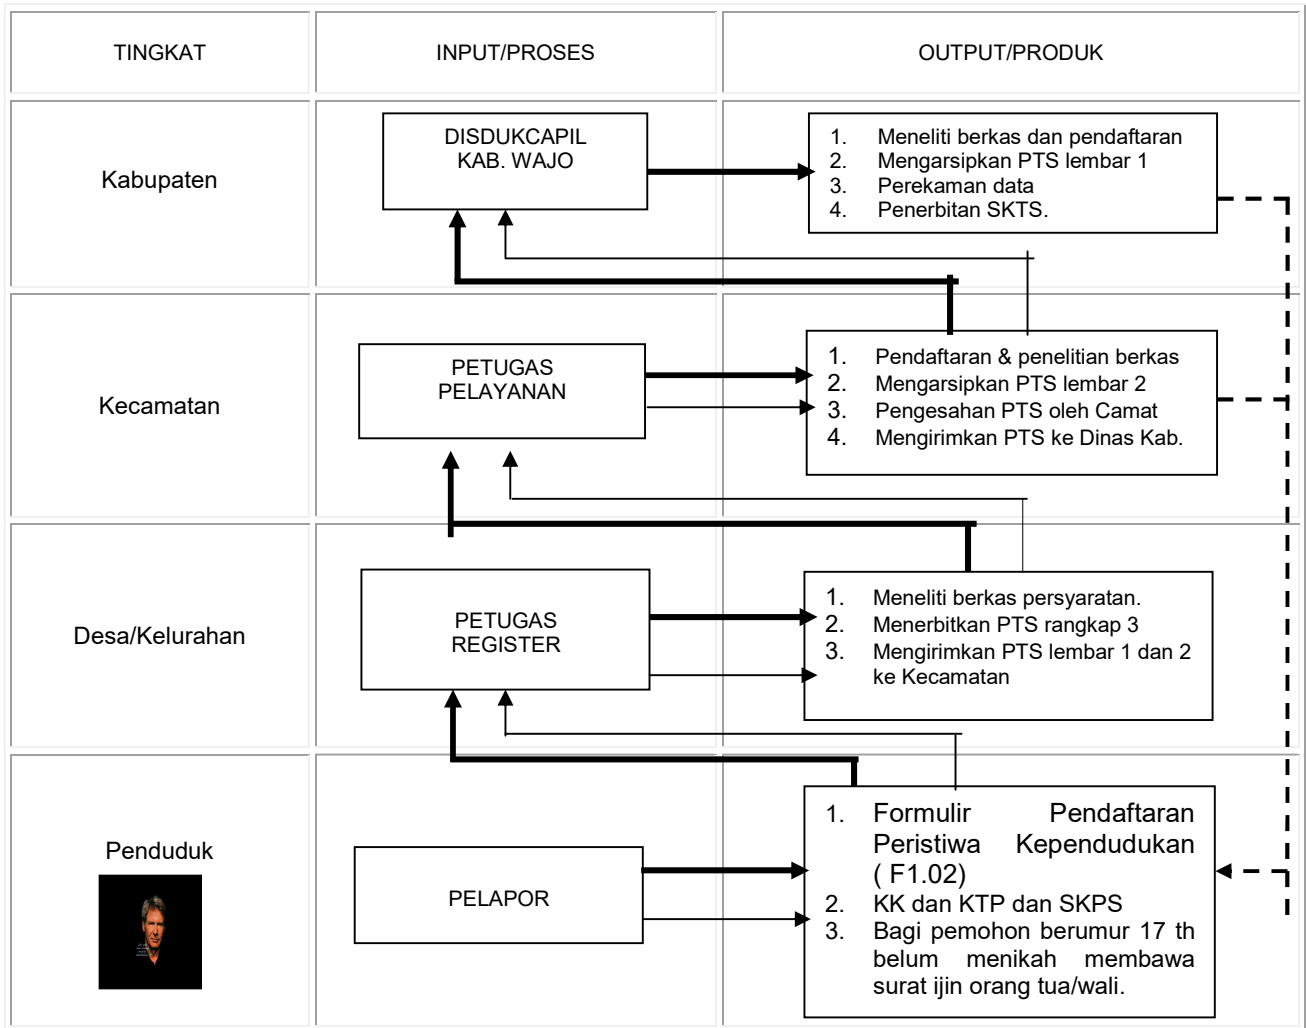 TINGKAT
INPUT/PROSES
OUTPUT/PRODUK
Kabupaten
DISDUKCAPIL
KAB. WAJO
1. Meneliti berkas dan pendaftaran
2. Mengarsipkan PTS lembar 1
3. Perekaman data
4. Penerbitan SKTS.
Kecamatan
PETUGAS
PELAYANAN
1. Pendaftaran & penelitian berkas
2. Mengarsipkan PTS lembar 2
3. Pengesahan PTS oleh Camat
4. Mengirimkan PTS ke Dinas Kab.
Desa/Kelurahan
PETUGAS
REGISTER
1. Meneliti berkas persyaratan.
2. Menerbitkan PTS rangkap 3
3. Mengirimkan PTS lembar 1 dan 2
ke Kecamatan
Penduduk
PELAPOR
1. Formulir Pendaftaran
Peristiwa Kependudukan
( F1.02)
2. KK dan KTP dan SKPS
3. Bagi pemohon berumur 17 th
belum menikah membawa
surat ijin orang tua/wali.